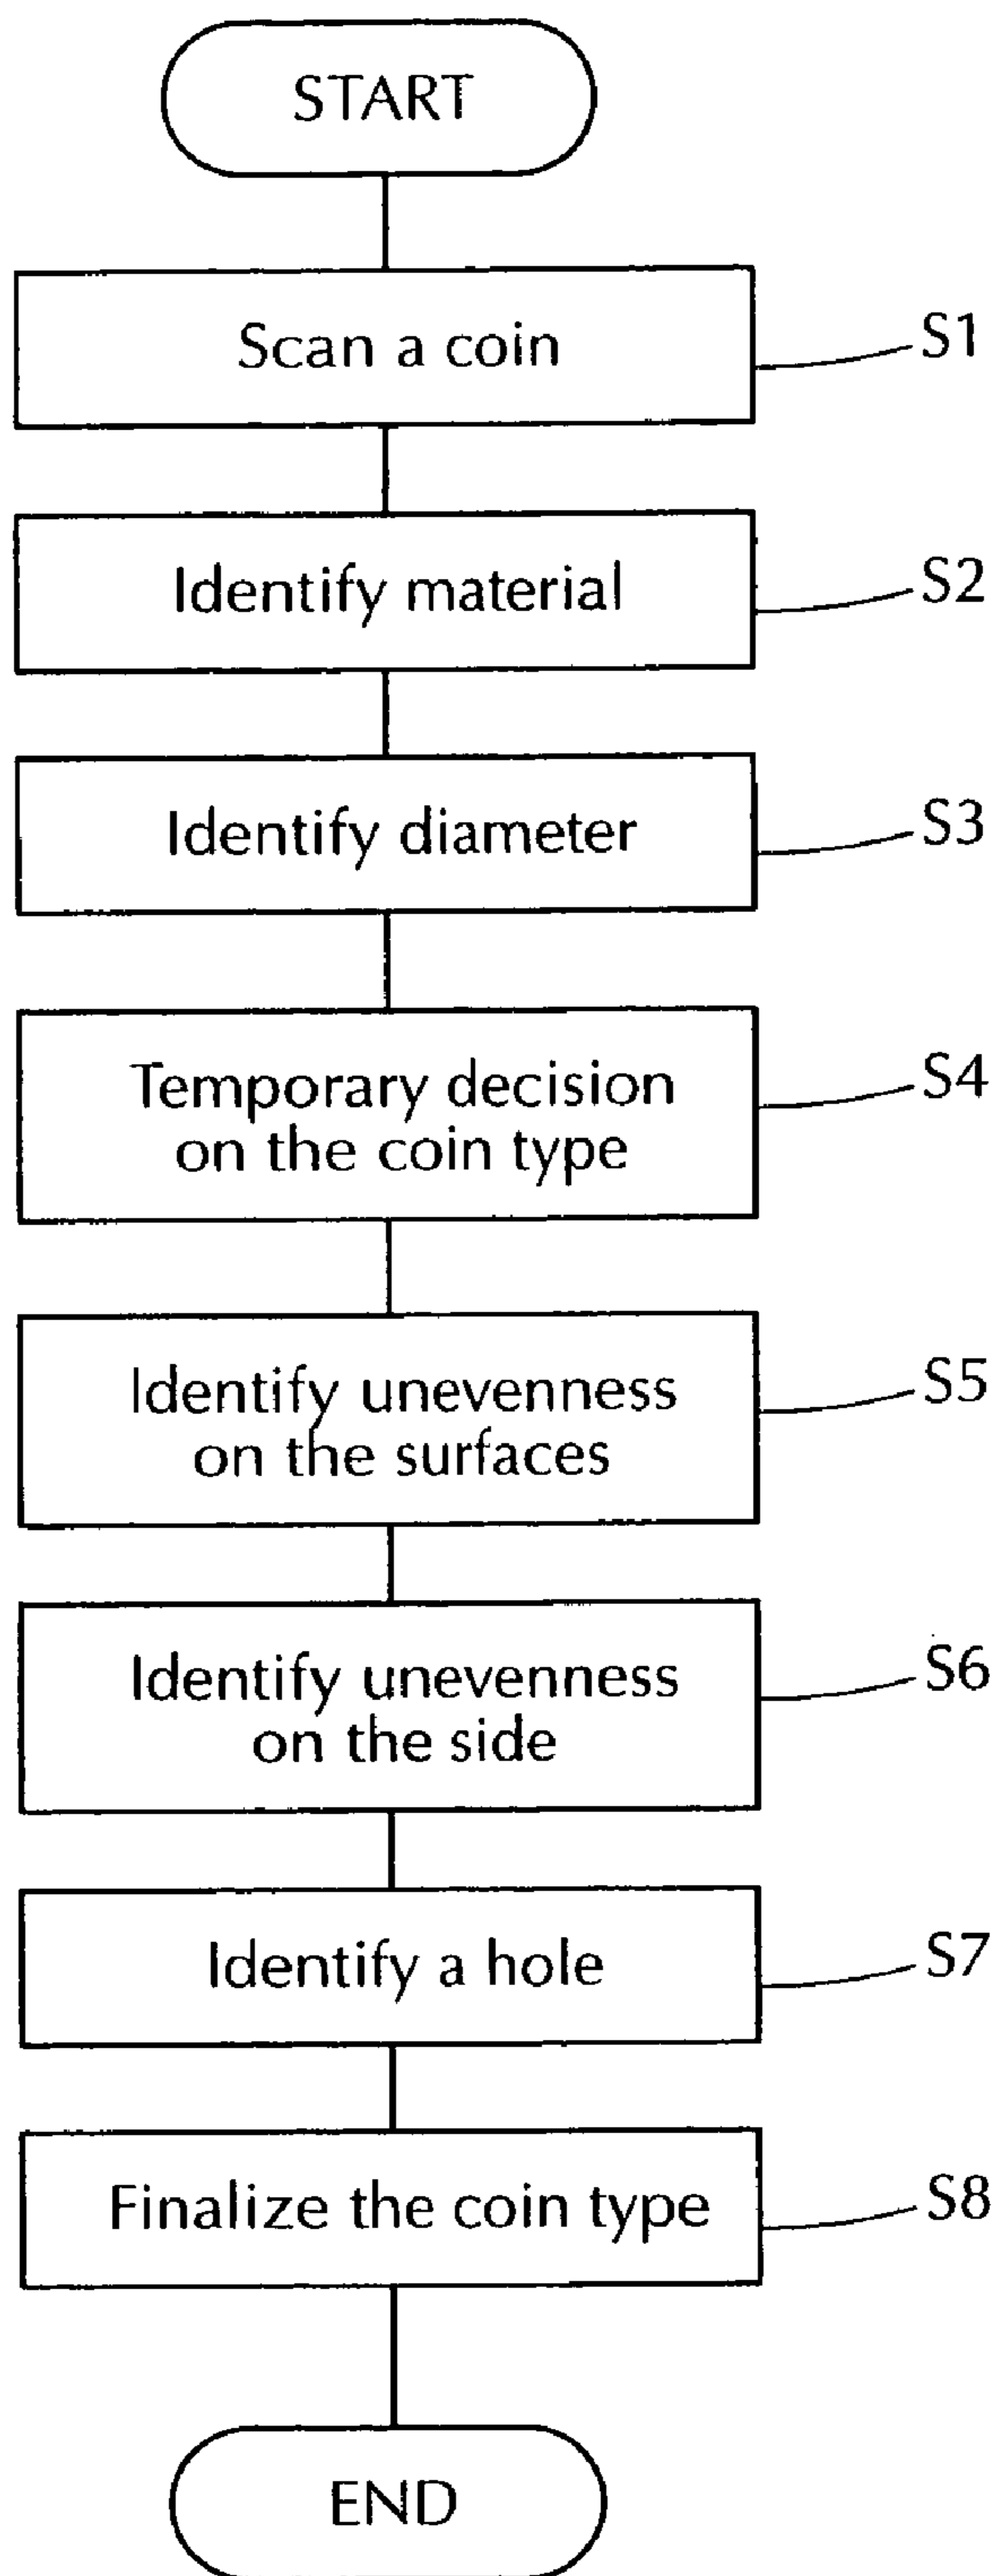 START
Scan a coin
S1
Identify material
S2
Identify diameter
S3
Temporary decision
on the coin type
S4
Identify unevenness
on the surfaces
S5
Identify unevenness
on the side
S6
Identify a hole
S7
Finalize the coin type
S8
END